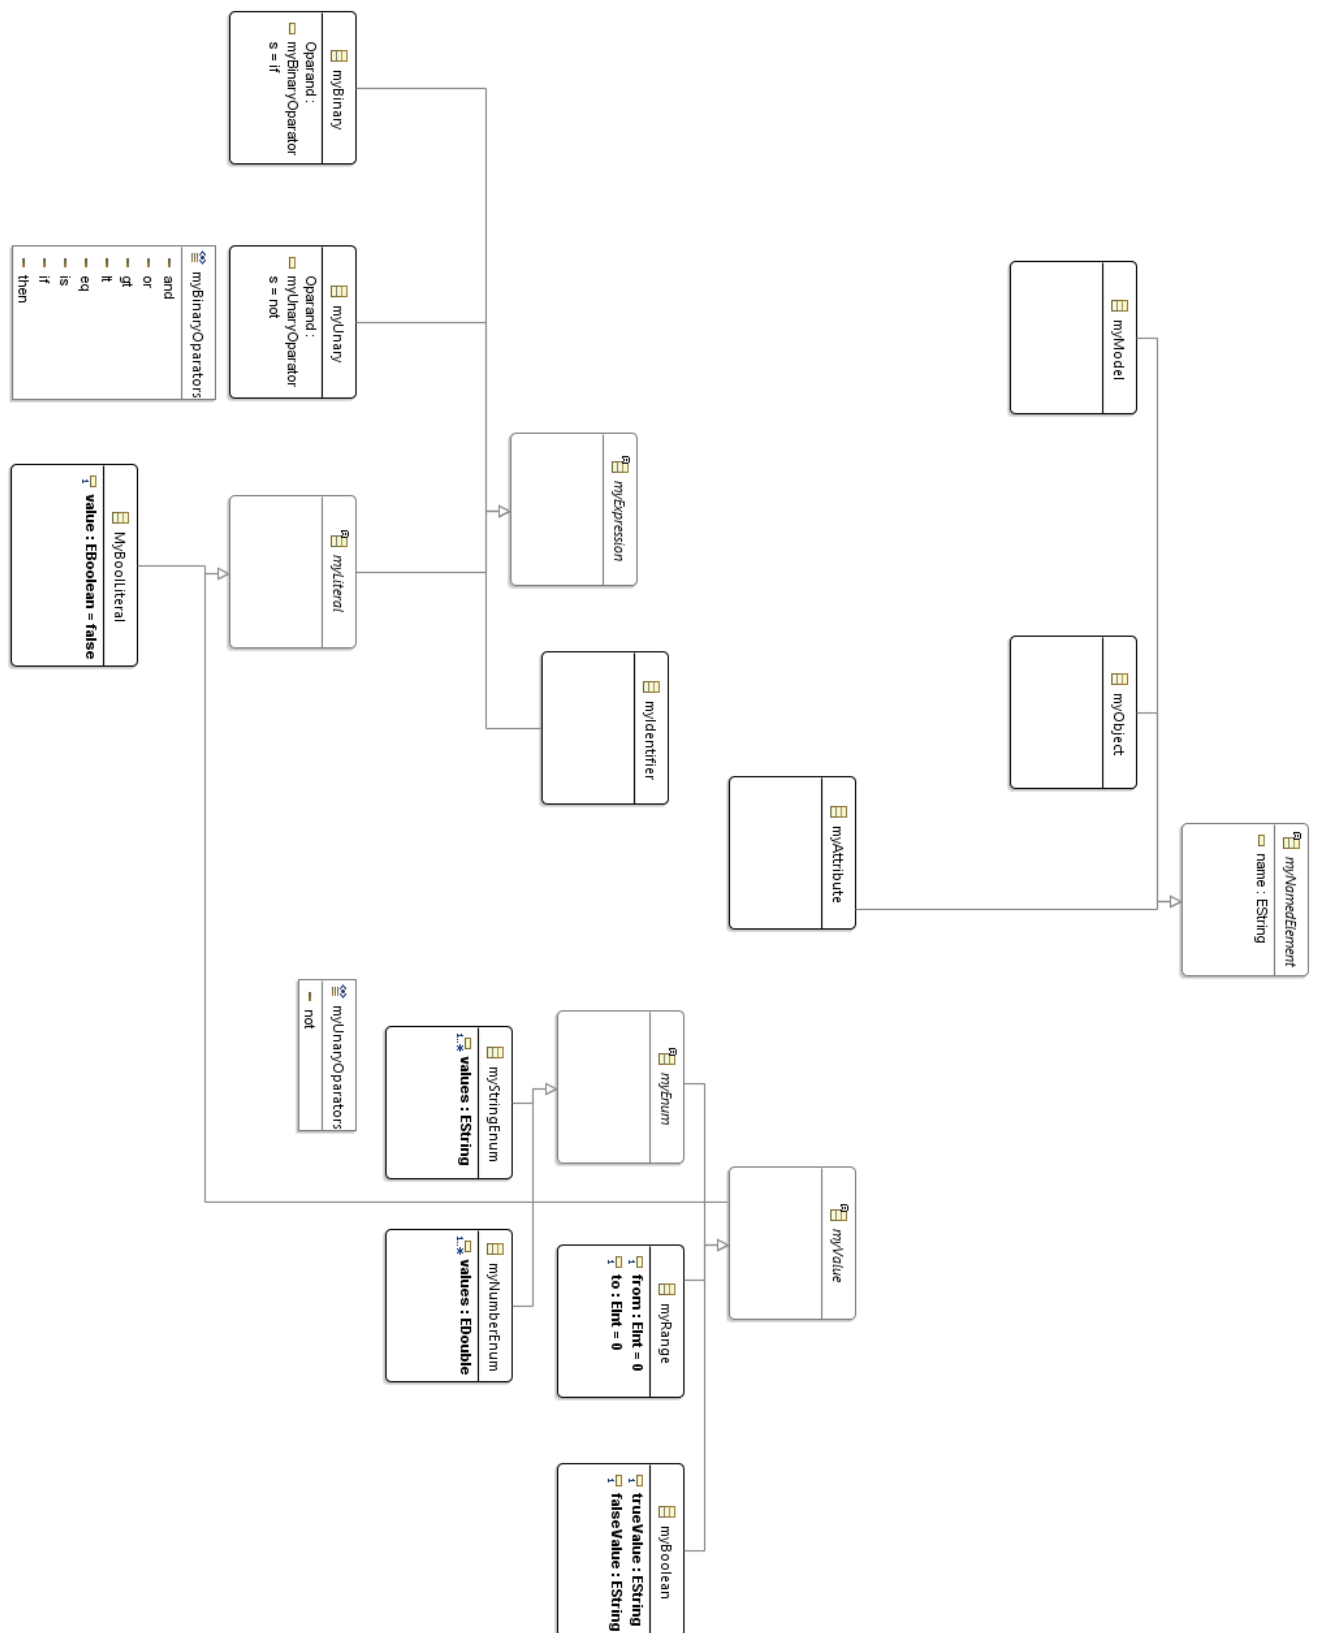 myNamedElement
name : EString
myModel
myObject
myAttribute
myValue
myEnum
myRange
1 from : EInt = 0
1 to : EInt = 0
myBoolean
1 trueValue : EString
1 falseValue : EString
myIdentifier
myExpression
myStringEnum
1..* values : EString
myNumberEnum
1..* values : EDouble
myBinary
Oparand :
myBinaryOparator
s = if
myUnary
Oparand :
myUnaryOparator
s = not
myLiteral
myUnaryOparators
not
myBinaryOparators
and
or
gt
lt
eq
is
if
then
MyBoolLiteral
1 value : EBoolean = false